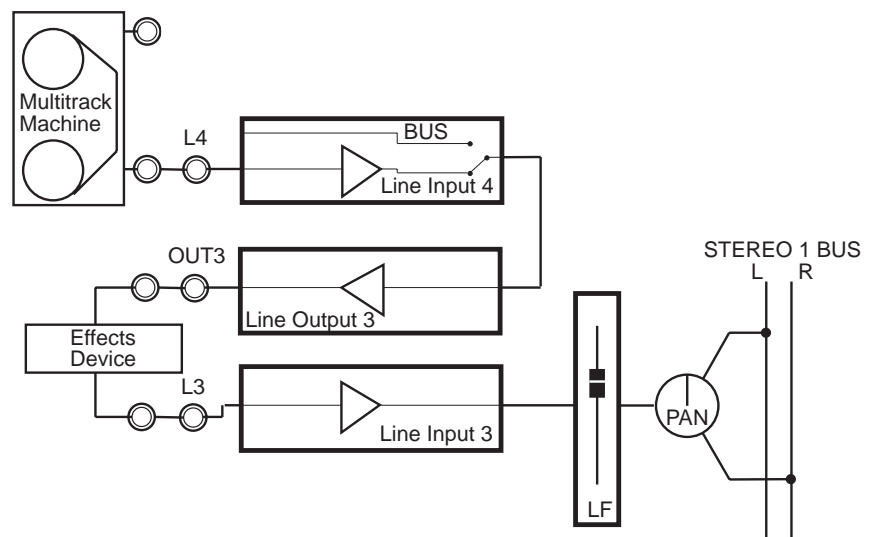 Multitrack
Machine
L4
BUS
Line Input 4
OUT3
Line Output 3
STEREO 1 BUS
L R
Effects
Device
L3
Line Input 3
PAN
LF